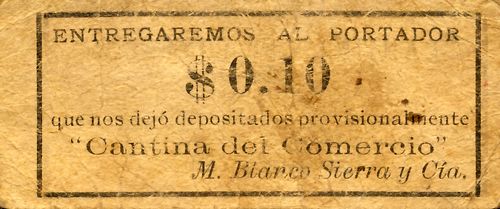 ENTREGAREMOS AL PORTADOR
$ 0.10
que nos dejó depositados provisionalmente
"Cantina del Comercio"
M. Blanco Sierra y Cía.